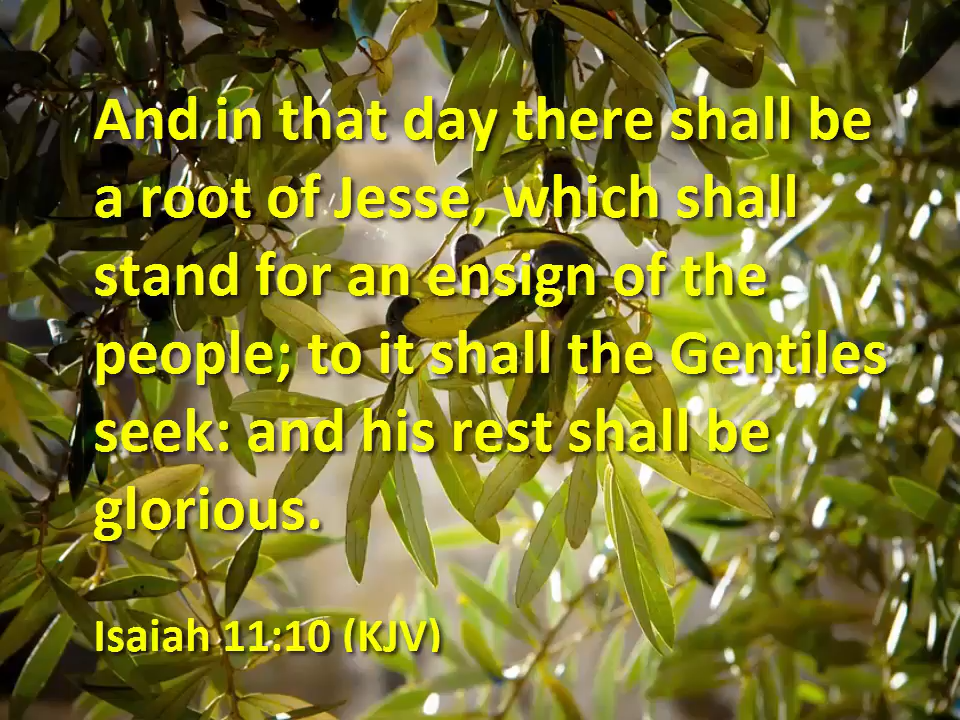 And in that day there shall be
a root of Jesse, which shall
stand for an ensign of the
people; to it shall the Gentiles
seek: and his rest shall be
glorious.
Isaiah 11:10 (KJV)